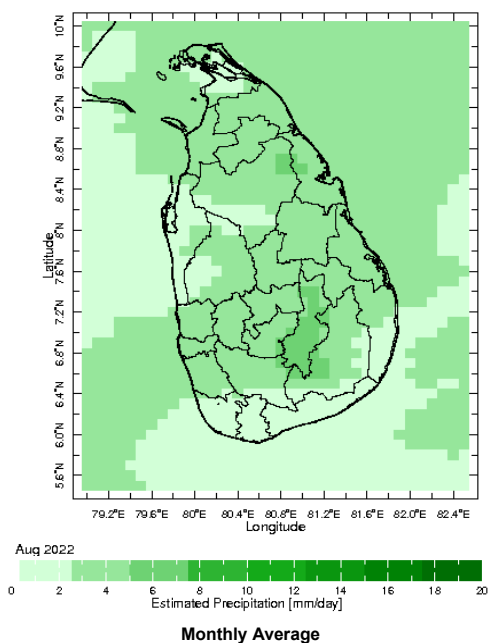 10°N
9.6°N
9.2°N
8.8°N
8.4°N
8°N
7.6°N
7.2°N
6.8°N
6.4°N
6.0°N
5.6°N
Latitude
79.2°E 79.6°E 80°E 80.4°E 80.8°E 81.2°E 81.6°E 82.0°E 82.4°E
Longitude
Aug 2022
0 2 4 6 8 10 12 14 16 18 20
Estimated Precipitation [mm/day]
Monthly Average